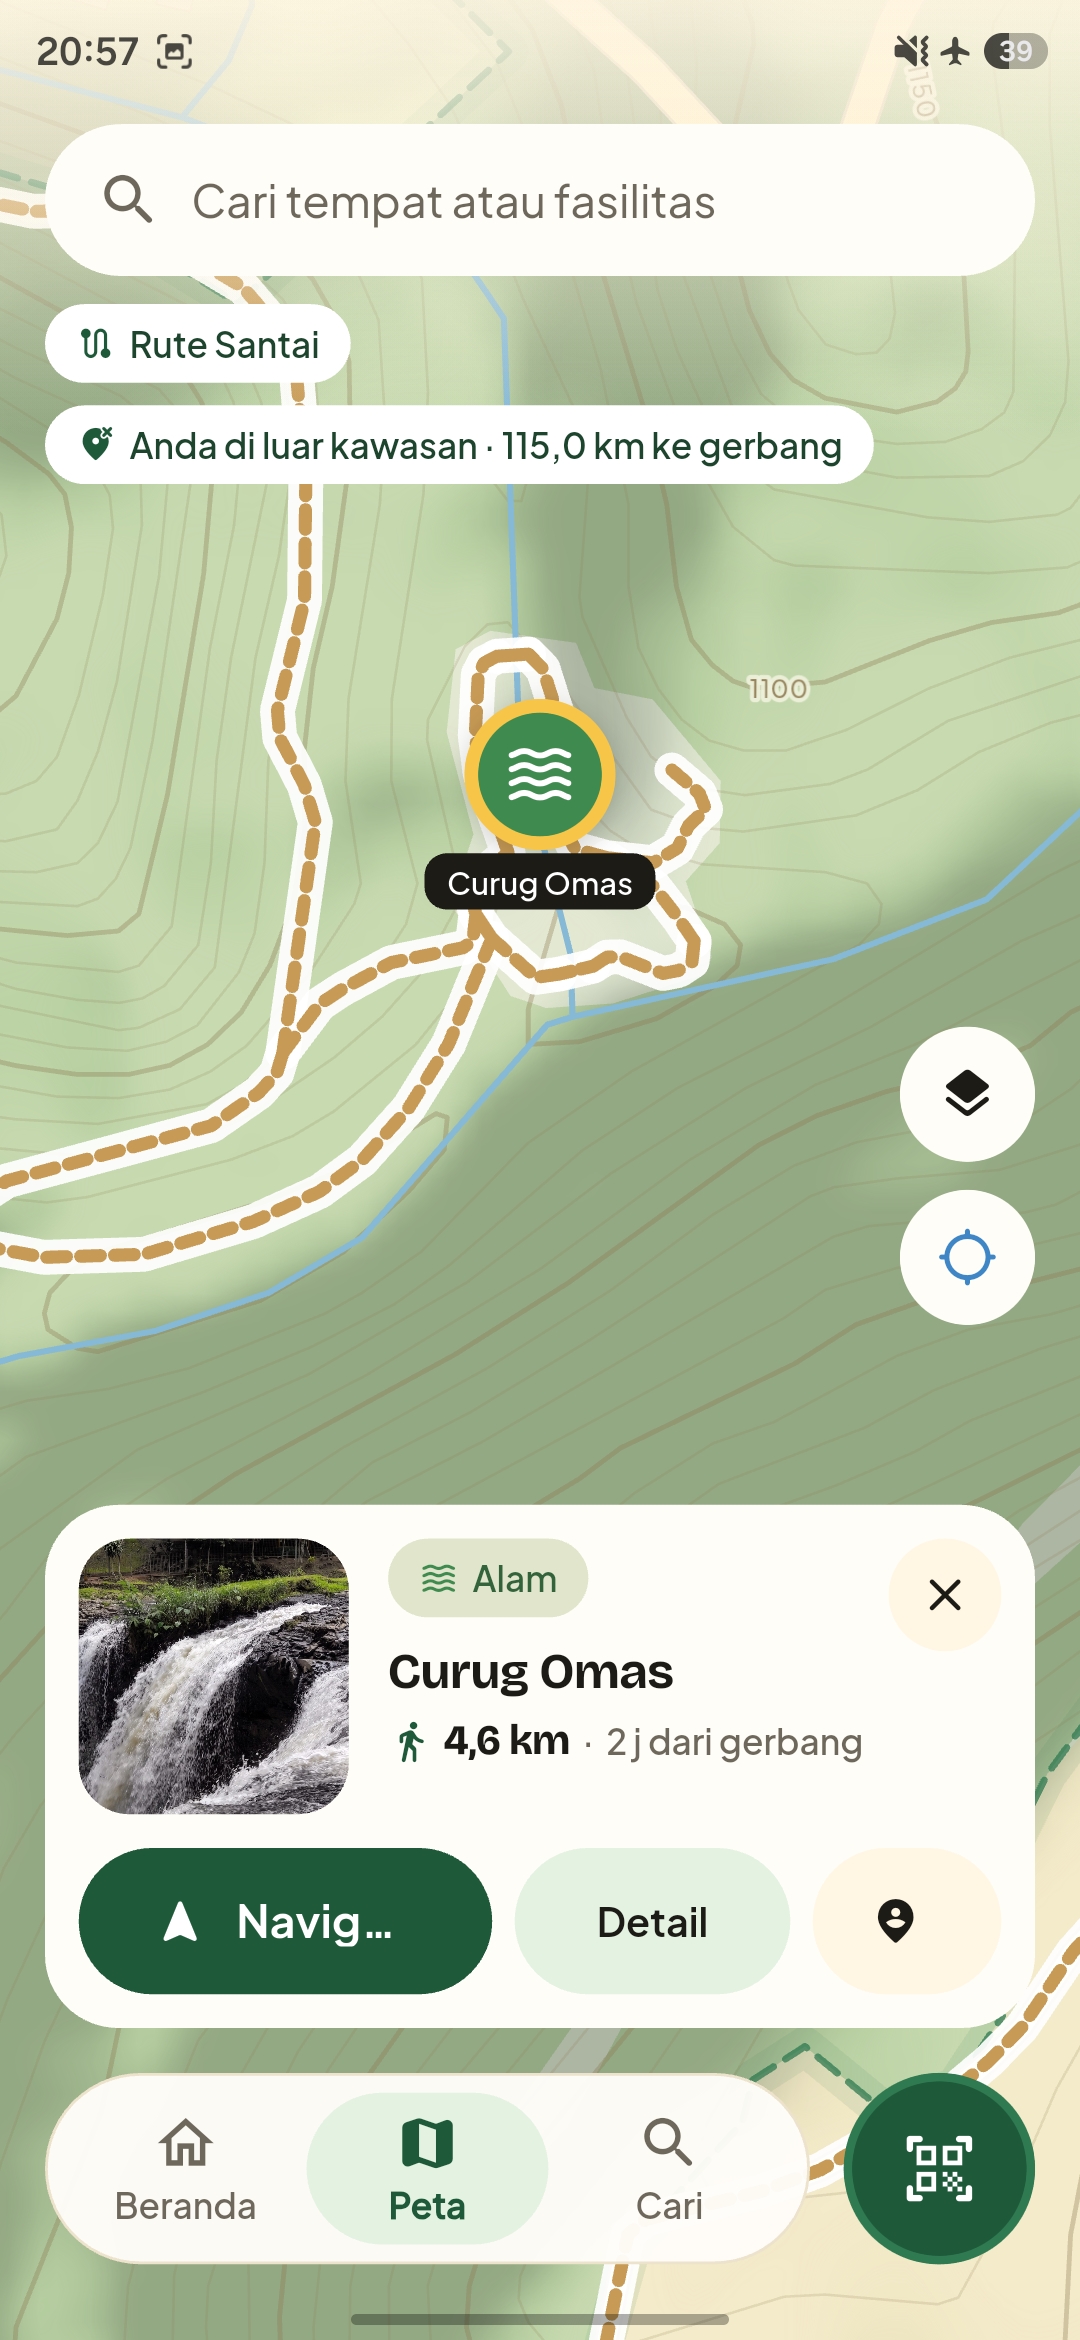 20:57
39
1150
Cari tempat atau fasilitas
Rute Santai
Anda di luar kawasan · 115,0 km ke gerbang
1100
Curug Omas
Alam
Curug Omas
4,6 km · 2 j dari gerbang
Navig...
Detail
Beranda
Peta
Cari